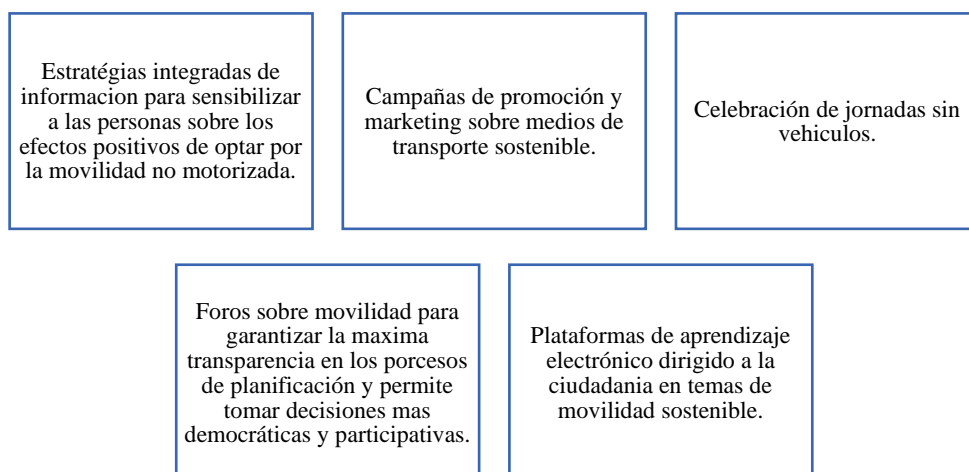 Estratégias integradas de
informacion para sensibilizar
a las personas sobre los
efectos positivos de optar por
la movilidad no motorizada.
Campañas de promoción y
marketing sobre medios de
transporte sostenible.
Celebración de jornadas sin
vehiculos.
Foros sobre movilidad para
garantizar la maxima
transparencia en los porcesos
de planificación y permite
tomar decisiones mas
democráticas y participativas.
Plataformas de aprendizaje
electrónico dirigido a la
ciudadania en temas de
movilidad sostenible.